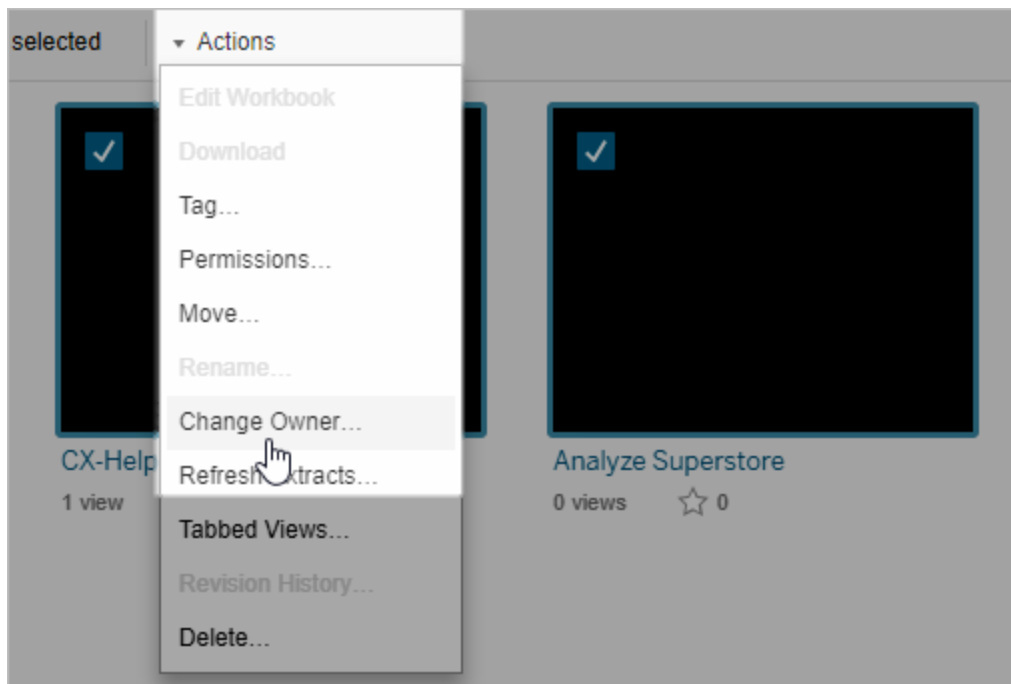 selected
Actions
Edit Workbook
Download
Tag...
Permissions...
Move...
Rename...
Change Owner...
Refresh
Tabbed Views...
Revision History...
Delete...
CX-Help
1 view
Analyze Superstore
0 views 0